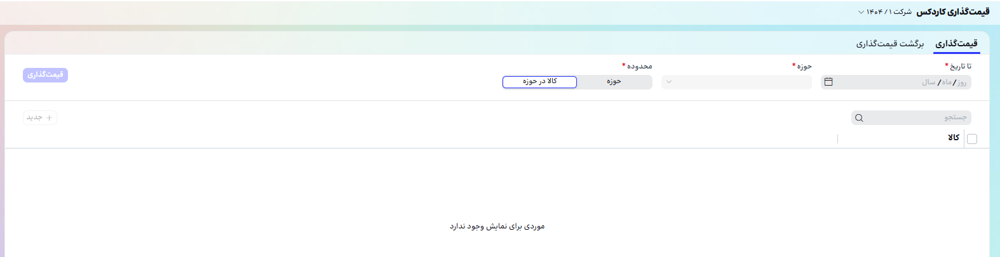 قیمت‌گذاری کاردکس شرکت ۱ / ۱۴۰۴
قیمت‌گذاری برگشت قیمت‌گذاری
تا تاریخ * حوزه * محدوده *
روز / ماه / سال حوزه کالا در حوزه قیمت‌گذاری
جستجو + جدید
کالا
موردی برای نمایش وجود ندارد